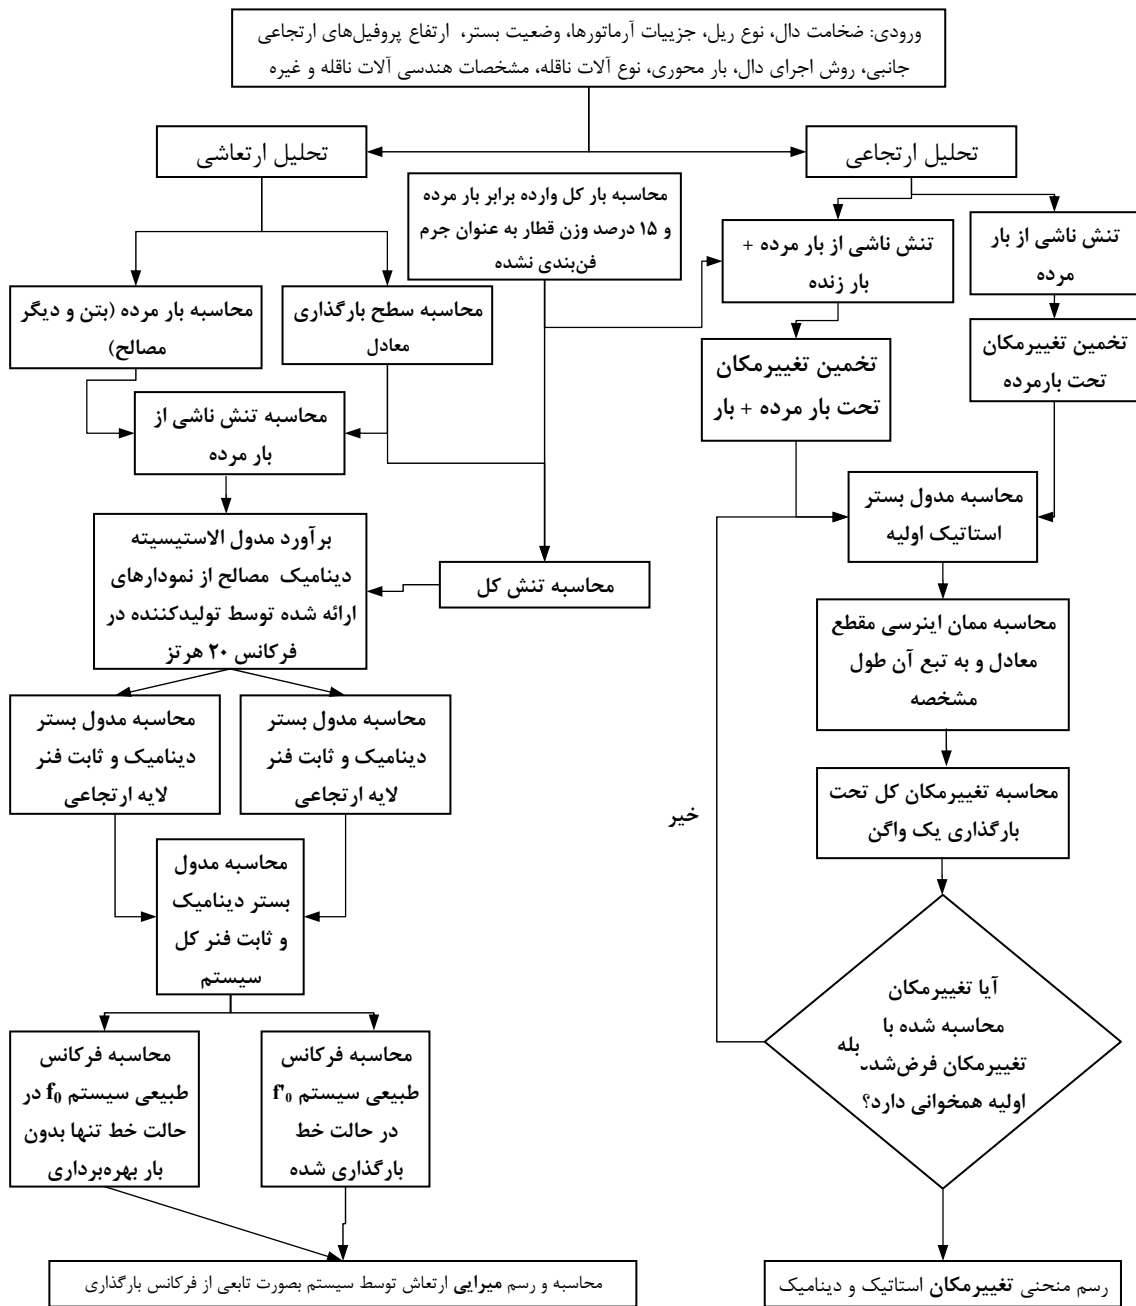 ورودی: ضخامت دال، نوع ریل، جزییات آرماتورها، وضعیت بستر، ارتفاع پروفیل‌های ارتجاعی
جانبی، روش اجرای دال، بار محوری، نوع آلات ناقله، مشخصات هندسی آلات ناقله و غیره
تحلیل ارتجاعی
تحلیل ارتعاشی
تنش ناشی از بار
مرده
تنش ناشی از بار مرده +
بار زنده
تخمین تغییرمکان
تحت بارمرده
تخمین تغییرمکان
تحت بار مرده + بار
محاسبه مدول بستر
استاتیک اولیه
محاسبه ممان اینرسی مقطع
معادل و به تبع آن طول
مشخصه
محاسبه تغییرمکان کل تحت
بارگذاری یک واگن
خیر
آیا تغییرمکان
محاسبه شده با
تغییرمکان فرض‌شده
اولیه همخوانی دارد؟
بله
رسم منحنی تغییرمکان استاتیک و دینامیک
محاسبه بار کل وارده برابر بار مرده
و ۱۵ درصد وزن قطار به عنوان جرم
فن‌بندی نشده
محاسبه سطح بارگذاری
معادل
محاسبه بار مرده (بتن و دیگر
مصالح)
محاسبه تنش ناشی از
بار مرده
محاسبه تنش کل
برآورد مدول الاستیسیته
دینامیک مصالح از نمودارهای
ارائه شده توسط تولیدکننده در
فرکانس ۲۰ هرتز
محاسبه مدول بستر
دینامیک و ثابت فنر
لایه ارتجاعی
محاسبه مدول بستر
دینامیک و ثابت فنر
لایه ارتجاعی
محاسبه مدول
بستر دینامیک
و ثابت فنر کل
سیستم
محاسبه فرکانس
طبیعی سیستم f'₀
در حالت خط
بارگذاری شده
محاسبه فرکانس
طبیعی سیستم f₀ در
حالت خط تنها بدون
بار بهره‌برداری
محاسبه و رسم میرایی ارتعاش توسط سیستم بصورت تابعی از فرکانس بارگذاری